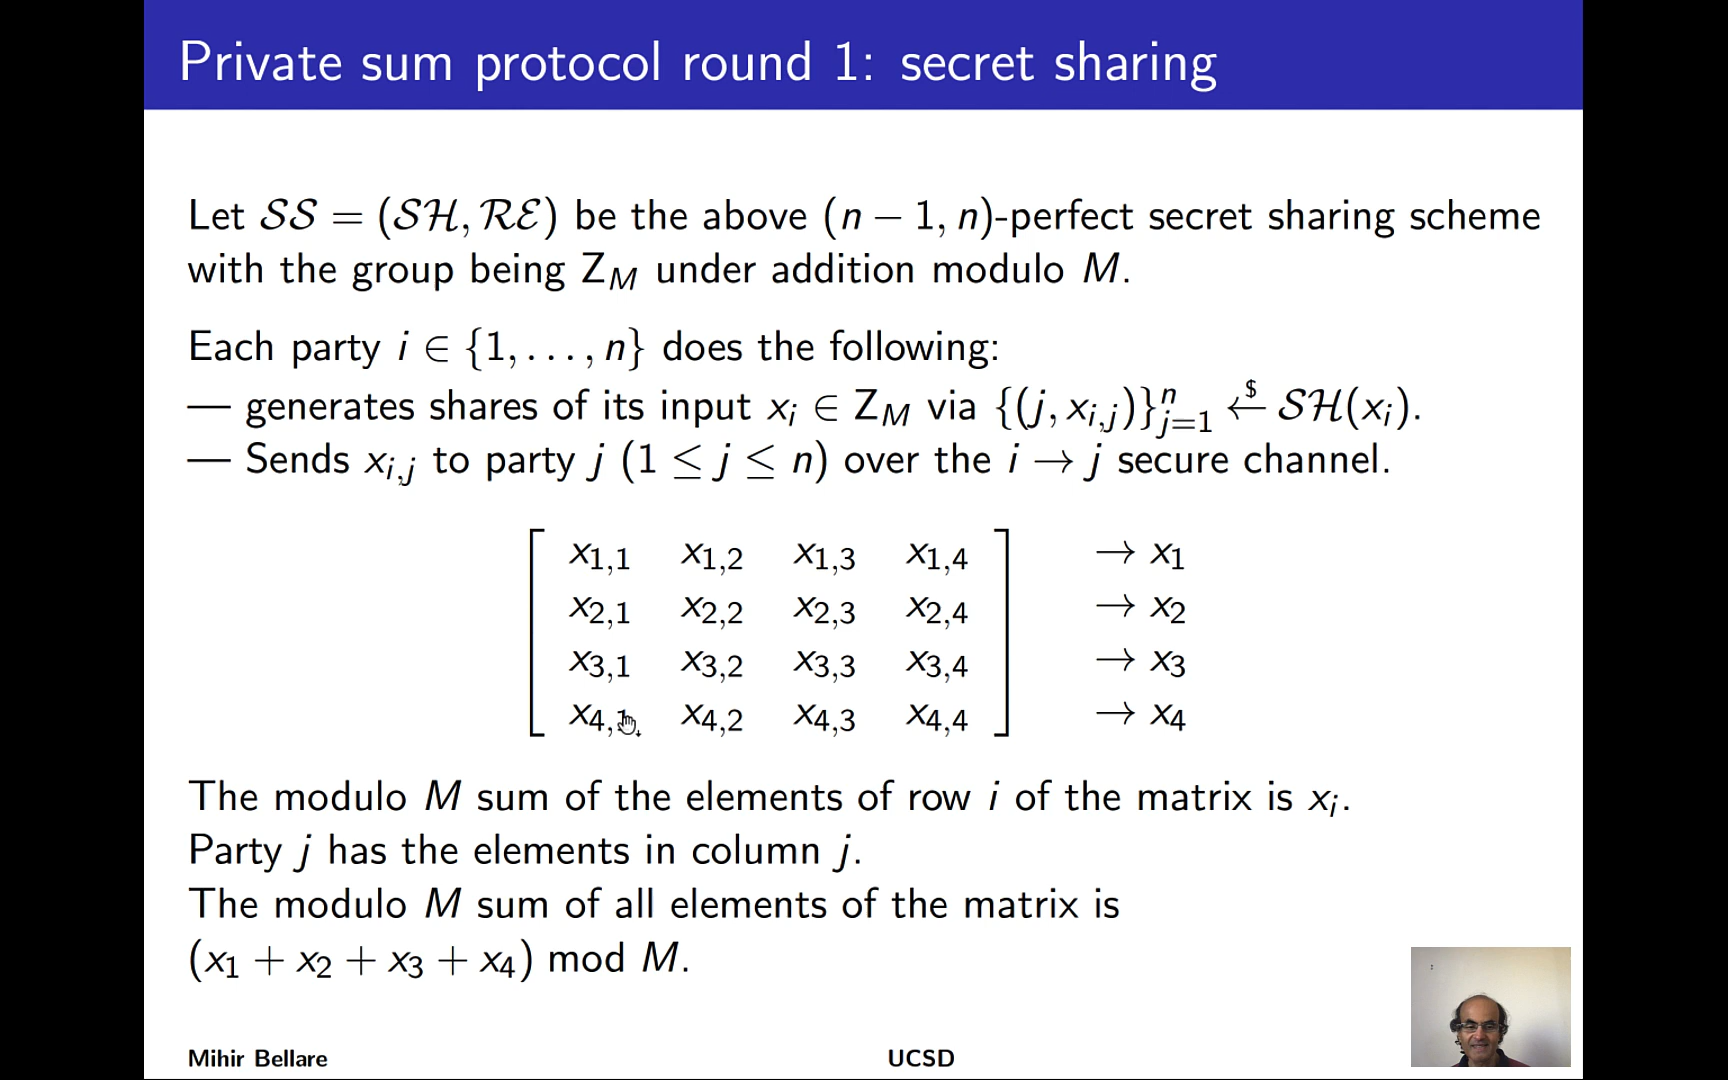 Private sum protocol round 1: secret sharing
Let 𝒮𝒮 = (𝒮ℋ, ℛℰ) be the above (n − 1, n)-perfect secret sharing scheme
with the group being Z_M under addition modulo M.
Each party i ∈ {1, . . . , n} does the following:
— generates shares of its input x_i ∈ Z_M via {(j, x_{i,j})}_{j=1}^n ←$ 𝒮ℋ(x_i).
— Sends x_{i,j} to party j (1 ≤ j ≤ n) over the i → j secure channel.
x_{1,1} x_{1,2} x_{1,3} x_{1,4} → x_1
x_{2,1} x_{2,2} x_{2,3} x_{2,4} → x_2
x_{3,1} x_{3,2} x_{3,3} x_{3,4} → x_3
x_{4,1} x_{4,2} x_{4,3} x_{4,4} → x_4
The modulo M sum of the elements of row i of the matrix is x_i.
Party j has the elements in column j.
The modulo M sum of all elements of the matrix is
(x_1 + x_2 + x_3 + x_4) mod M.
Mihir Bellare UCSD